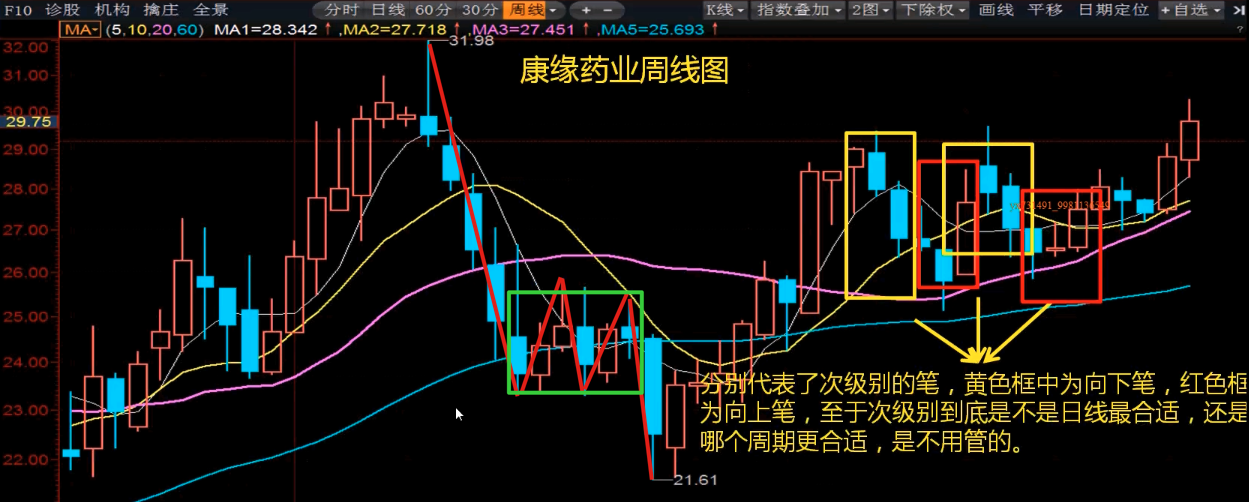 F10 诊股 机构 擒庄 全景 分时 日线 60分 30分 周线 + − K线 指数叠加 2图 下除权 画线 平移 日期定位 +自选
MA (5,10,20,60) MA1=28.342↑,MA2=27.718↑,MA3=27.451↑,MA5=25.693↑
32.00
31.98
康缘药业周线图
31.00
30.00
29.75
29.00
28.00
27.00
26.00
25.00
24.00
分别代表了次级别的笔，黄色框中为向下笔，红色框
23.00
为向上笔，至于次级别到底是不是日线最合适，还是
哪个周期更合适，是不用管的。
22.00
21.61